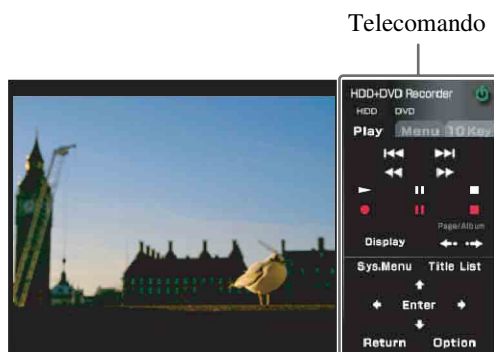 Telecomando
HDD+DVD Recorder
HDD DVD
Play Menu 10 Key
Page/Album
Display
Sys.Menu Title List
Enter
Return Option